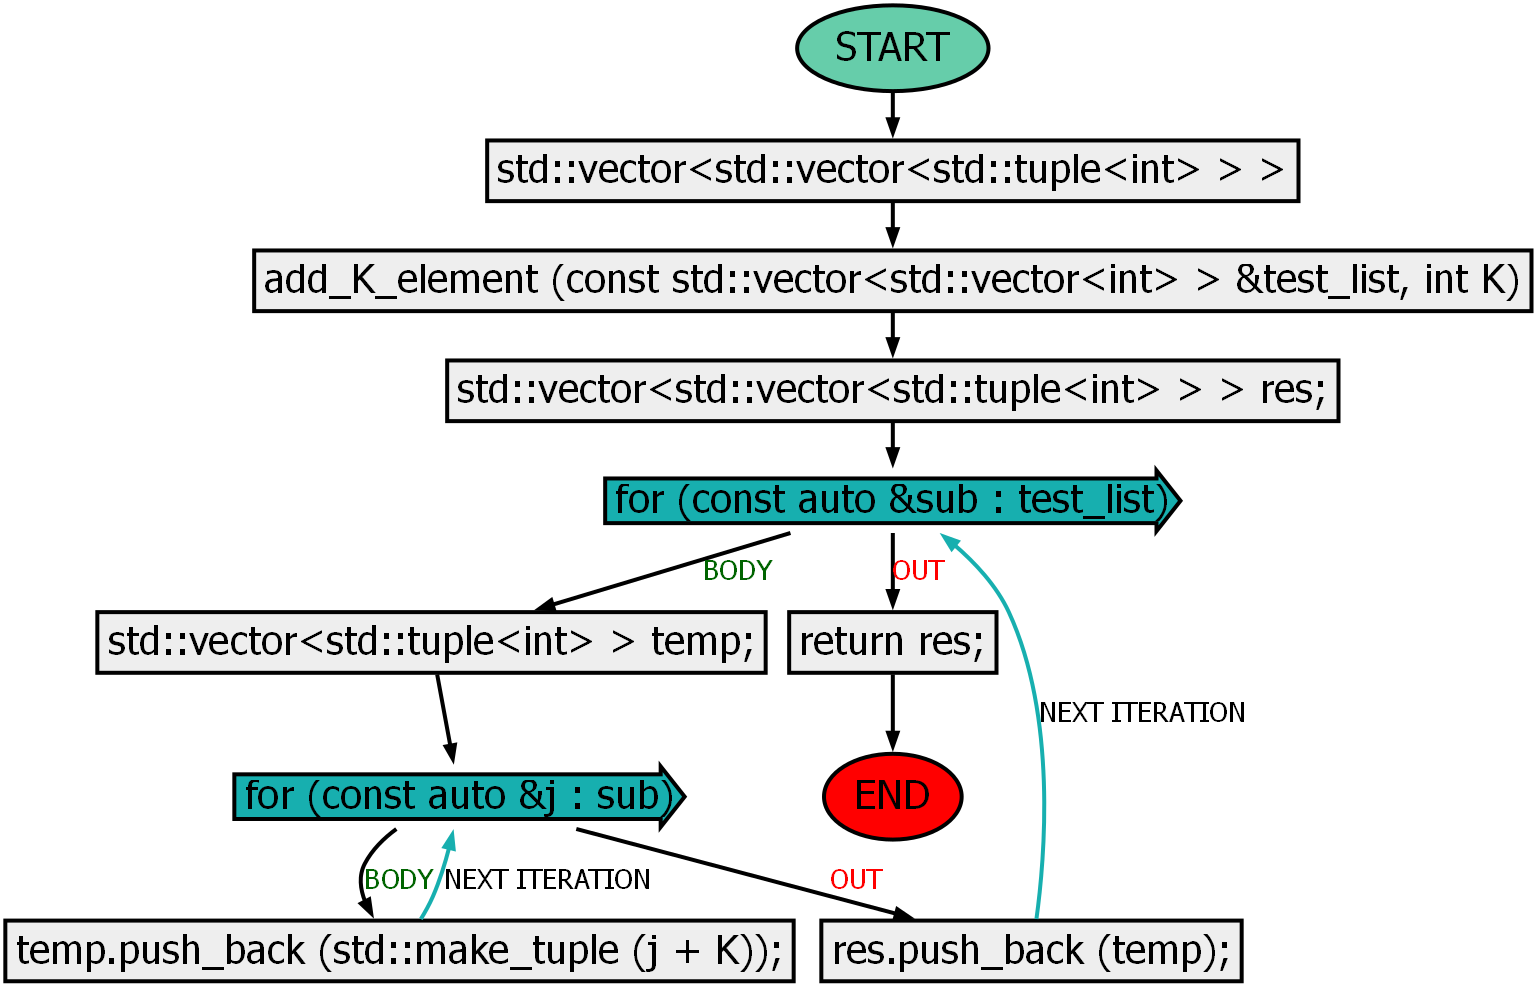 START
std::vector<std::vector<std::tuple<int> > >
add_K_element (const std::vector<std::vector<int> > &test_list, int K)
std::vector<std::vector<std::tuple<int> > > res;
for (const auto &sub : test_list)
BODY
OUT
std::vector<std::tuple<int> > temp;
return res;
NEXT ITERATION
for (const auto &j : sub)
END
BODY
NEXT ITERATION
OUT
temp.push_back (std::make_tuple (j + K));
res.push_back (temp);